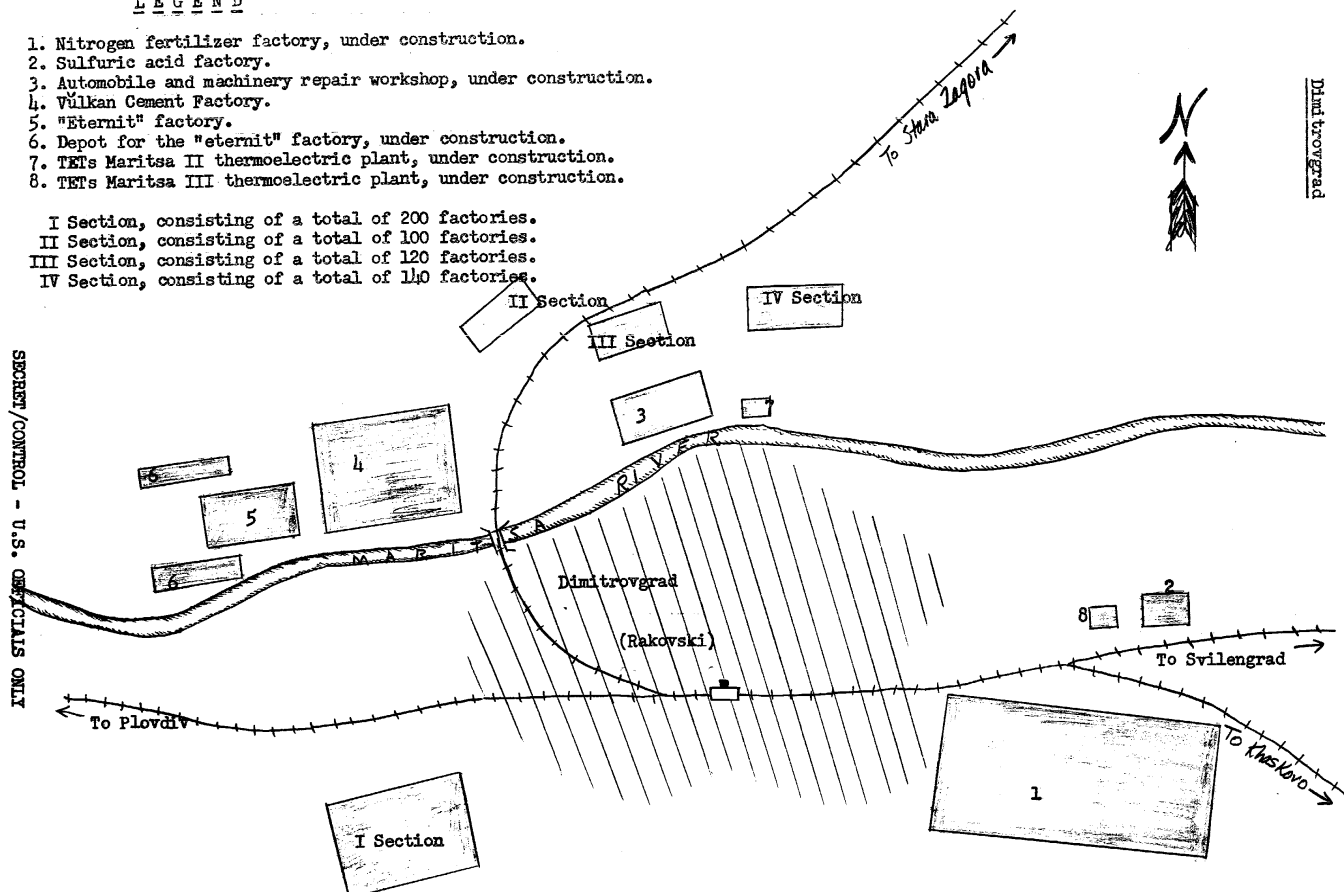 LEGEND
1. Nitrogen fertilizer factory, under construction.
2. Sulfuric acid factory.
3. Automobile and machinery repair workshop, under construction.
4. Vŭlkan Cement Factory.
5. "Eternit" factory.
6. Depot for the "eternit" factory, under construction.
7. TETs Maritsa II thermoelectric plant, under construction.
8. TETs Maritsa III thermoelectric plant, under construction.
I Section, consisting of a total of 200 factories.
II Section, consisting of a total of 100 factories.
III Section, consisting of a total of 120 factories.
IV Section, consisting of a total of 140 factories.
To Stara Zagora
N
Dimitrovgrad
II Section
IV Section
III Section
3
7
4
6
5
6
MARITSA RIVER
SECRET/CONTROL - U.S. OFFICIALS ONLY
Dimitrovgrad
(Rakovski)
8
2
To Svilengrad
To Plovdiv
To Khaskovo
1
I Section